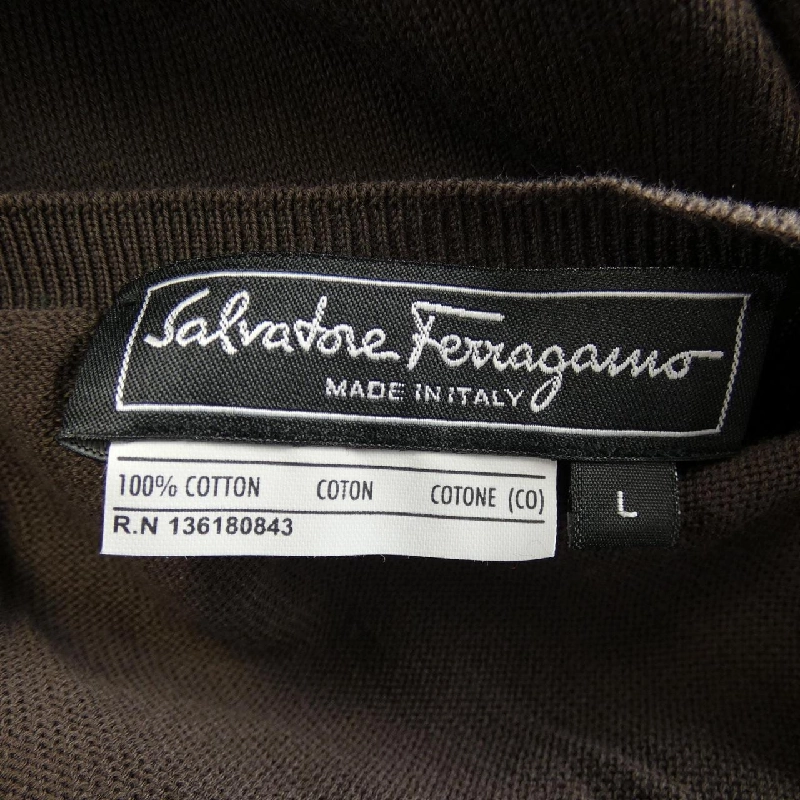 Salvatore Ferragamo
MADE IN ITALY
100% COTTON COTON COTONE (CO)
R.N 136180843
L